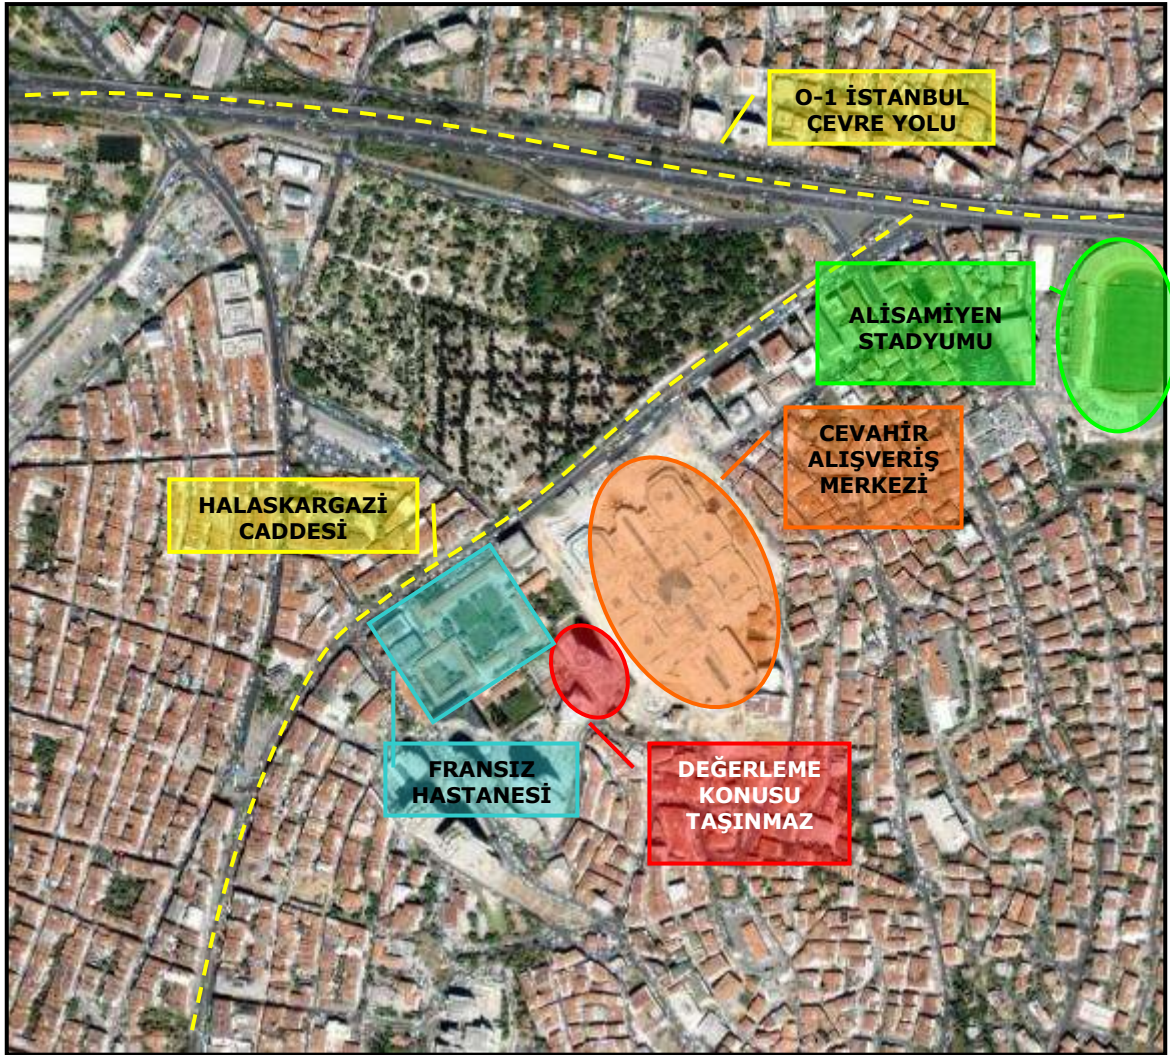 O-1 İSTANBUL
ÇEVRE YOLU
ALİSAMİYEN
STADYUMU
CEVAHİR
ALIŞVERİŞ
MERKEZİ
HALASKARGAZİ
CADDESİ
FRANSIZ
HASTANESİ
DEĞERLEME
KONUSU
TAŞINMAZ